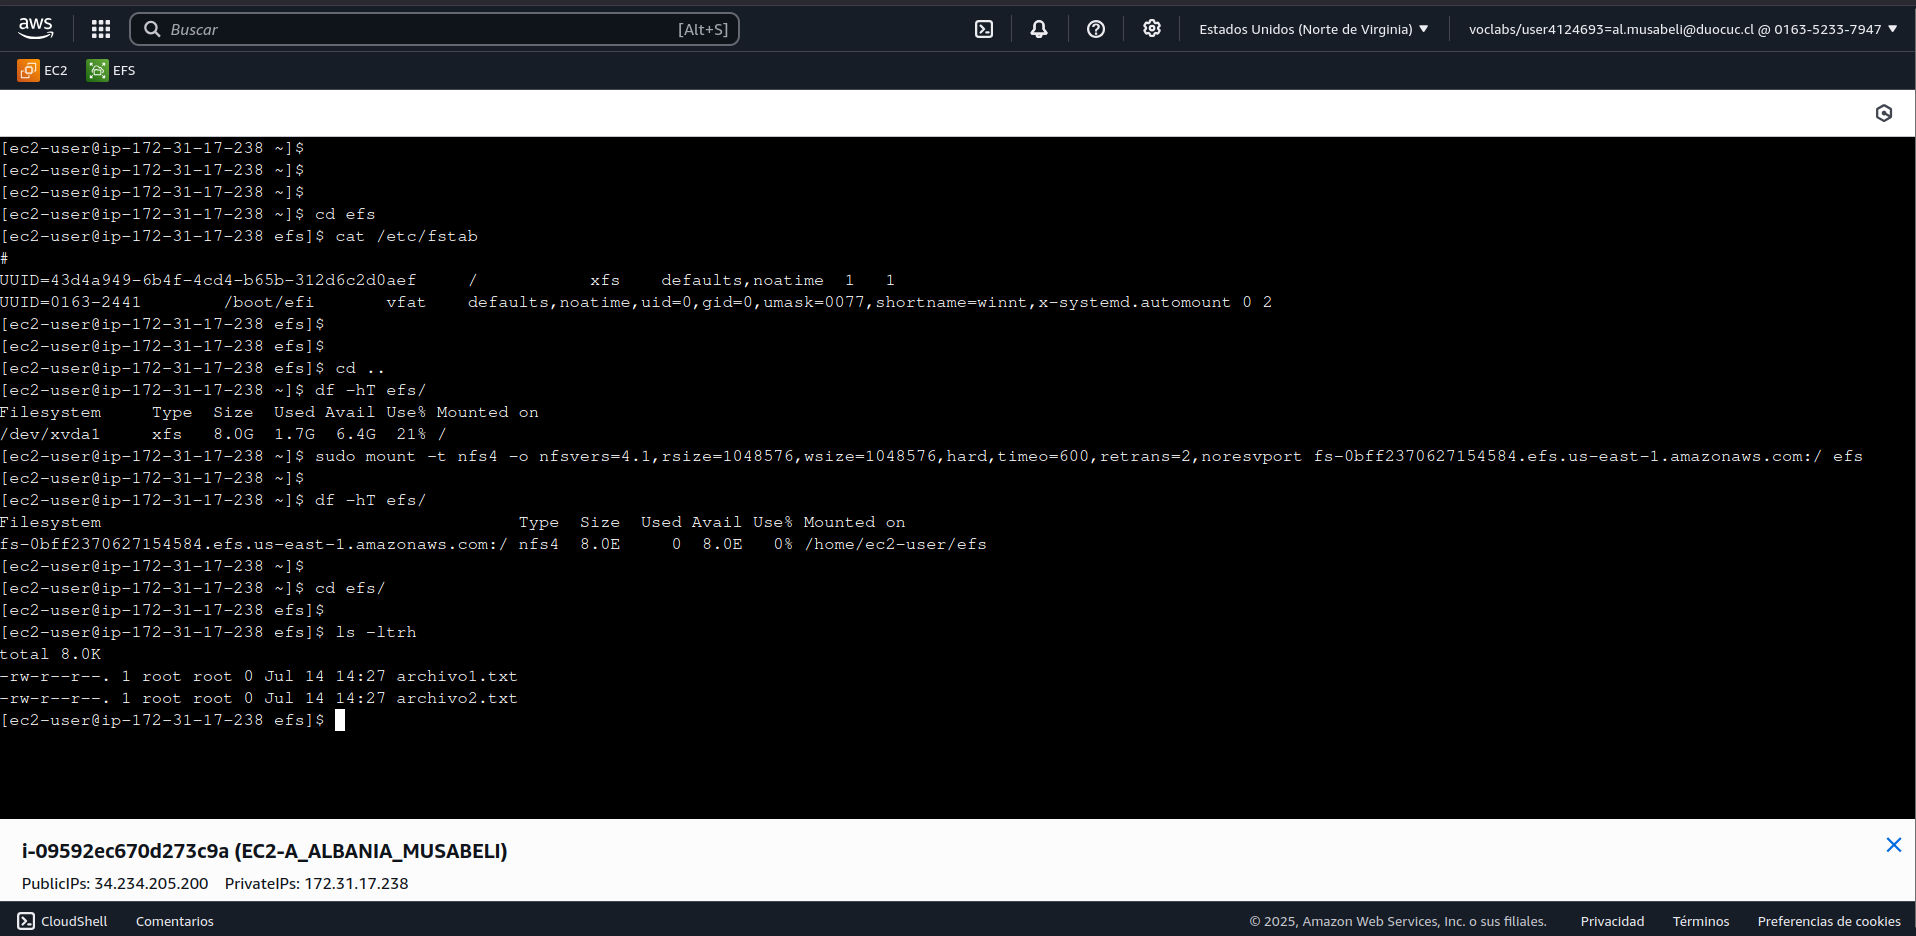 aws
Buscar [Alt+S]
Estados Unidos (Norte de Virginia) ▼
voclabs/user4124693=al.musabeli@duocuc.cl @ 0163-5233-7947 ▼
EC2 EFS
[ec2-user@ip-172-31-17-238 ~]$
[ec2-user@ip-172-31-17-238 ~]$
[ec2-user@ip-172-31-17-238 ~]$
[ec2-user@ip-172-31-17-238 ~]$ cd efs
[ec2-user@ip-172-31-17-238 efs]$ cat /etc/fstab
#
UUID=43d4a949-6b4f-4cd4-b65b-312d6c2d0aef / xfs defaults,noatime 1 1
UUID=0163-2441 /boot/efi vfat defaults,noatime,uid=0,gid=0,umask=0077,shortname=winnt,x-systemd.automount 0 2
[ec2-user@ip-172-31-17-238 efs]$
[ec2-user@ip-172-31-17-238 efs]$
[ec2-user@ip-172-31-17-238 efs]$ cd ..
[ec2-user@ip-172-31-17-238 ~]$ df -hT efs/
Filesystem Type Size Used Avail Use% Mounted on
/dev/xvda1 xfs 8.0G 1.7G 6.4G 21% /
[ec2-user@ip-172-31-17-238 ~]$ sudo mount -t nfs4 -o nfsvers=4.1,rsize=1048576,wsize=1048576,hard,timeo=600,retrans=2,noresvport fs-0bff2370627154584.efs.us-east-1.amazonaws.com:/ efs
[ec2-user@ip-172-31-17-238 ~]$
[ec2-user@ip-172-31-17-238 ~]$ df -hT efs/
Filesystem Type Size Used Avail Use% Mounted on
fs-0bff2370627154584.efs.us-east-1.amazonaws.com:/ nfs4 8.0E 0 8.0E 0% /home/ec2-user/efs
[ec2-user@ip-172-31-17-238 ~]$
[ec2-user@ip-172-31-17-238 ~]$ cd efs/
[ec2-user@ip-172-31-17-238 efs]$
[ec2-user@ip-172-31-17-238 efs]$ ls -ltrh
total 8.0K
-rw-r--r--. 1 root root 0 Jul 14 14:27 archivo1.txt
-rw-r--r--. 1 root root 0 Jul 14 14:27 archivo2.txt
[ec2-user@ip-172-31-17-238 efs]$
i-09592ec670d273c9a (EC2-A_ALBANIA_MUSABELI)
PublicIPs: 34.234.205.200 PrivateIPs: 172.31.17.238
CloudShell Comentarios © 2025, Amazon Web Services, Inc. o sus filiales. Privacidad Términos Preferencias de cookies